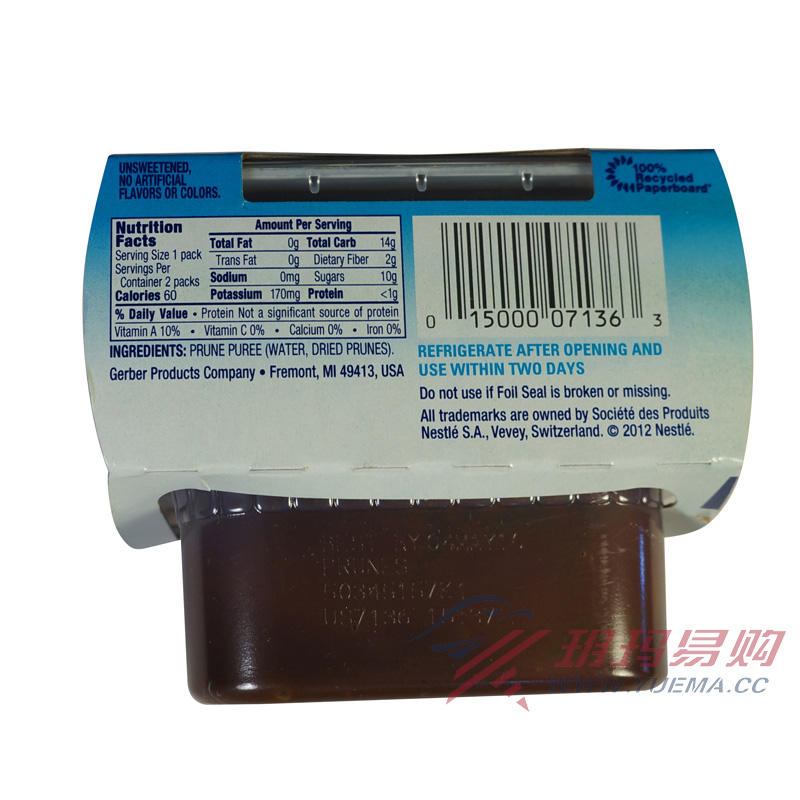 UNSWEETENED,
NO ARTIFICIAL
FLAVORS OR COLORS.
100%
Recycled
Paperboard
Nutrition
Facts
Serving Size 1 pack
Servings Per
Container 2 packs
Calories 60
Amount Per Serving
Total Fat 0g Total Carb 14g
Trans Fat 0g Dietary Fiber 2g
Sodium 0mg Sugars 10g
Potassium 170mg Protein <1g
% Daily Value • Protein Not a significant source of protein
Vitamin A 10% • Vitamin C 0% • Calcium 0% • Iron 0%
INGREDIENTS: PRUNE PUREE (WATER, DRIED PRUNES).
Gerber Products Company • Fremont, MI 49413, USA
0 15000 07136 3
REFRIGERATE AFTER OPENING AND
USE WITHIN TWO DAYS
Do not use if Foil Seal is broken or missing.
All trademarks are owned by Société des Produits
Nestlé S.A., Vevey, Switzerland. © 2012 Nestlé.
PRUNES
玥玛易购
WWW.YUEMA.CC